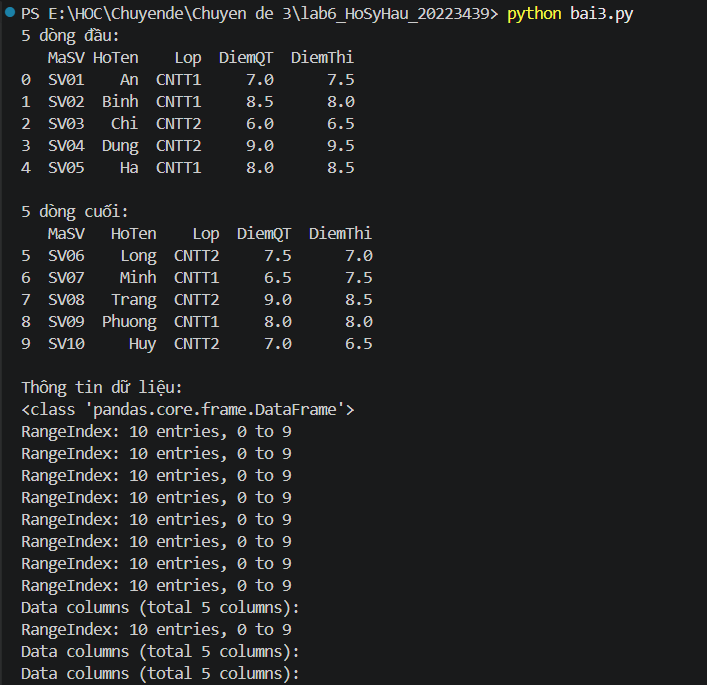 PS E:\HOC\Chuyende\Chuyen de 3\lab6_HoSyHau_20223439> python bai3.py
5 dòng đầu:
   MaSV HoTen    Lop  DiemQT  DiemThi
0  SV01    An  CNTT1     7.0      7.5
1  SV02  Binh  CNTT1     8.5      8.0
2  SV03   Chi  CNTT2     6.0      6.5
3  SV04  Dung  CNTT2     9.0      9.5
4  SV05    Ha  CNTT1     8.0      8.5
5 dòng cuối:
   MaSV   HoTen    Lop  DiemQT  DiemThi
5  SV06    Long  CNTT2     7.5      7.0
6  SV07   Minh  CNTT1     6.5      7.5
7  SV08   Trang  CNTT2     9.0      8.5
8  SV09  Phuong  CNTT1     8.0      8.0
9  SV10     Huy  CNTT2     7.0      6.5
Thông tin dữ liệu:
<class 'pandas.core.frame.DataFrame'>
RangeIndex: 10 entries, 0 to 9
RangeIndex: 10 entries, 0 to 9
RangeIndex: 10 entries, 0 to 9
RangeIndex: 10 entries, 0 to 9
RangeIndex: 10 entries, 0 to 9
RangeIndex: 10 entries, 0 to 9
RangeIndex: 10 entries, 0 to 9
RangeIndex: 10 entries, 0 to 9
Data columns (total 5 columns):
RangeIndex: 10 entries, 0 to 9
Data columns (total 5 columns):
Data columns (total 5 columns):